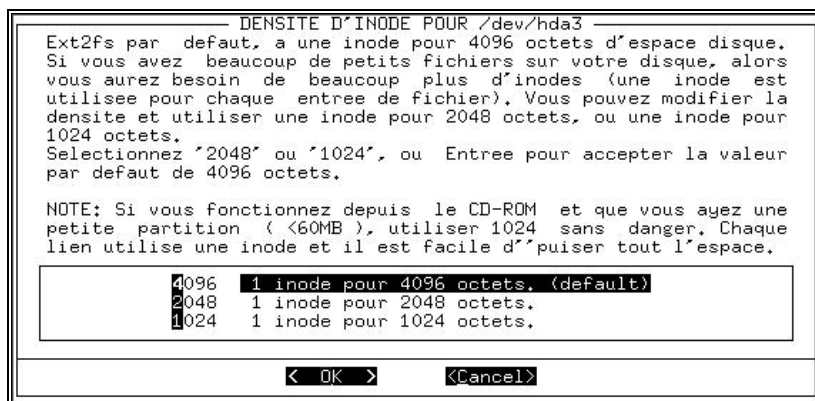 DENSITE D'INODE POUR /dev/hda3
Ext2fs par defaut, a une inode pour 4096 octets d'espace disque.
Si vous avez beaucoup de petits fichiers sur votre disque, alors
vous aurez besoin de beaucoup plus d'inodes (une inode est
utilisee pour chaque entree de fichier). Vous pouvez modifier la
densite et utiliser une inode pour 2048 octets, ou une inode pour
1024 octets.
Selectionnez '2048' ou '1024', ou Entree pour accepter la valeur
par defaut de 4096 octets.
NOTE: Si vous fonctionnez depuis le CD-ROM et que vous ayez une
petite partition ( <60MB ), utiliser 1024 sans danger. Chaque
lien utilise une inode et il est facile d''puiser tout l'espace.
4096 1 inode pour 4096 octets. (default)
2048 1 inode pour 2048 octets.
1024 1 inode pour 1024 octets.
< OK > <Cancel>